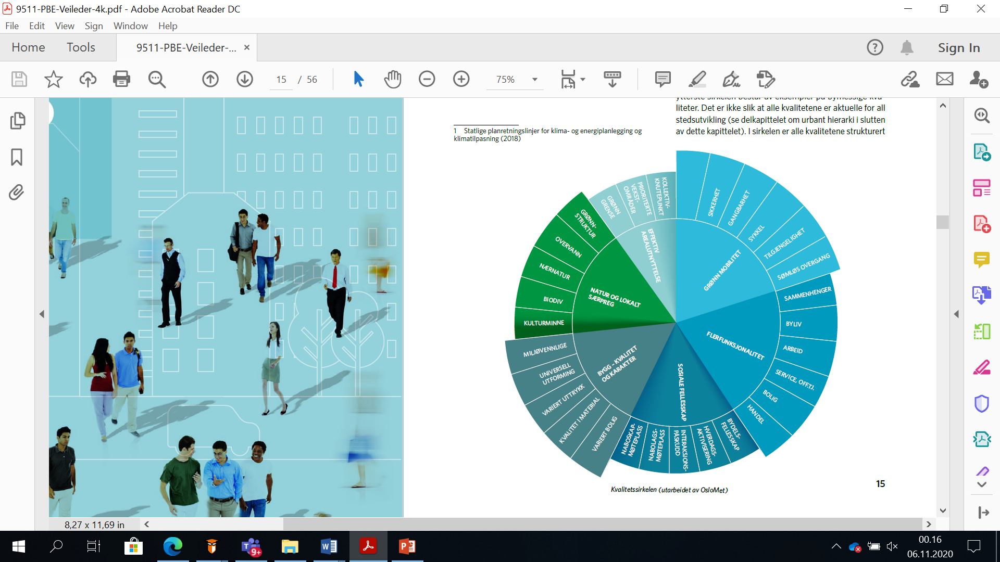 9511-PBE-Veileder-4k.pdf - Adobe Acrobat Reader DC
File Edit View Sign Window Help
Home Tools 9511-PBE-Veileder-... × Sign In
15 / 56 75%
ytterste sirkelen består av eksempler på bymessige kva-
liteter. Det er ikke slik at alle kvalitetene er aktuelle for all
stedsutvikling (se delkapittelet om urbant hierarki i slutten
av dette kapittelet). I sirkelen er alle kvalitetene strukturert
1 Statlige planretningslinjer for klima- og energiplanlegging og
klimatilpasning (2018)
SIKKERHET
GANGBARHET
SYKKEL
TILGJENGELIGHET
SØMLØS OVERGANG
GRØNN MOBILITET
SAMMENHENGER
BYLIV
ARBEID
SERVICE, OFF.TJ.
BOLIG
HANDEL
FLERFUNKSJONALITET
BYDELS-
FELLESSKAP
HVERDAGS-
AKTIVISERING
INTERAKSJONS-
PÅSKUDD
NABOLAGS-
MØTEPLASS
NABOSKAP-
MØTEPLASS
SOSIALE FELLESSKAP
VARIERT BOLIG
KVALITET I MATERIAL
VARIERT UTTRYKK
UNIVERSELL
UTFORMING
MILJØVENNLIGE
BYGG – KVALITET
OG KARAKTER
KULTURMINNE
BIODIV
NÆRNATUR
OVERVANN
GRØNN-
STRUKTUR
NATUR OG LOKALT
SÆRPREG
GRØNN
GRENSE
PRIORITERTE
VEKST-
OMRÅDER
KOLLEKTIV-
KNUTEPUNKT
EFFEKTIV
AREALUTNYTTELSE
Kvalitetssirkelen (utarbeidet av OsloMet)
15
8,27 x 11,69 in
9+
00.16
06.11.2020